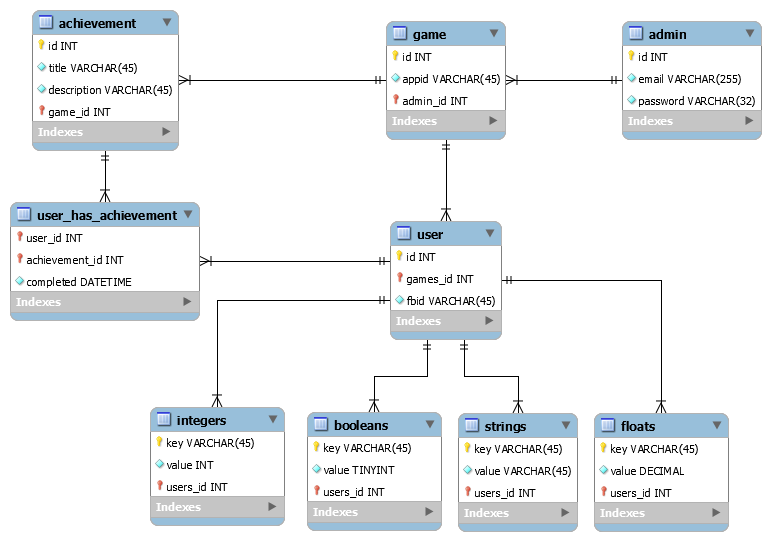 achievement
id INT
title VARCHAR(45)
description VARCHAR(45)
game_id INT
Indexes
game
id INT
appid VARCHAR(45)
admin_id INT
Indexes
admin
id INT
email VARCHAR(255)
password VARCHAR(32)
Indexes
user_has_achievement
user_id INT
achievement_id INT
completed DATETIME
Indexes
user
id INT
games_id INT
fbid VARCHAR(45)
Indexes
integers
key VARCHAR(45)
value INT
users_id INT
Indexes
booleans
key VARCHAR(45)
value TINYINT
users_id INT
Indexes
strings
key VARCHAR(45)
value VARCHAR(45)
users_id INT
Indexes
floats
key VARCHAR(45)
value DECIMAL
users_id INT
Indexes